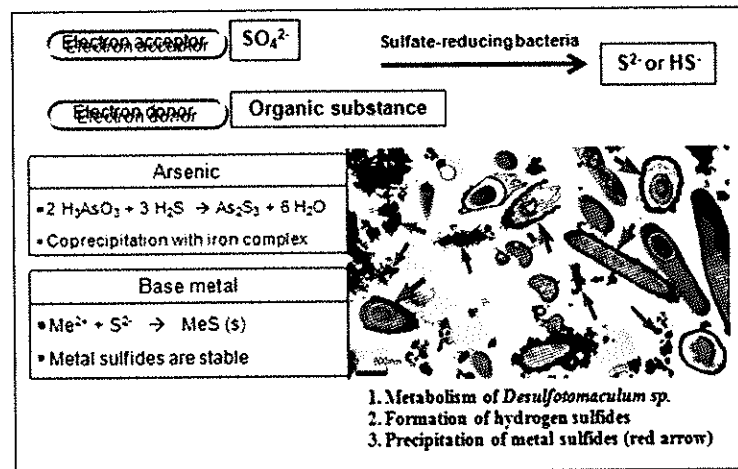 Electron acceptor
SO₄²⁻
Sulfate-reducing bacteria
S²⁻ or HS⁻
Electron donor
Organic substance
Arsenic
▪ 2 H₃AsO₃ + 3 H₂S → As₂S₃ + 6 H₂O
▪ Coprecipitation with iron complex
Base metal
▪ Me²⁺ + S²⁻ → MeS (s)
▪ Metal sulfides are stable
1. Metabolism of Desulfotomaculum sp.
2. Formation of hydrogen sulfides
3. Precipitation of metal sulfides (red arrow)